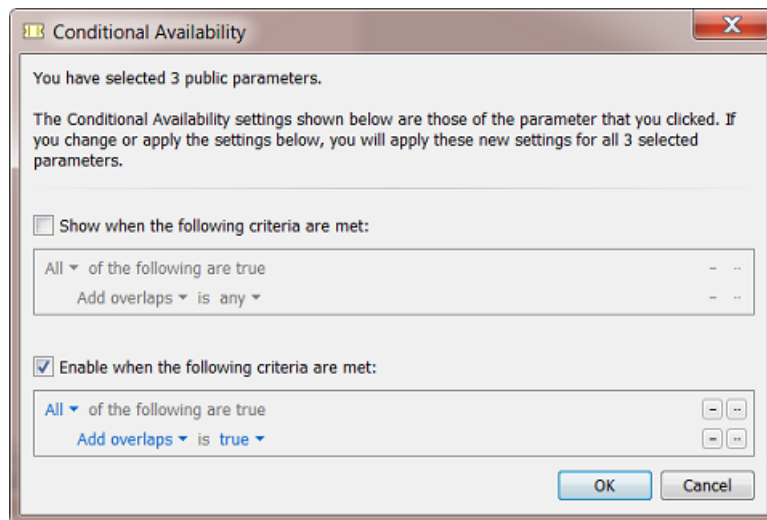 Conditional Availability
You have selected 3 public parameters.
The Conditional Availability settings shown below are those of the parameter that you clicked. If
you change or apply the settings below, you will apply these new settings for all 3 selected
parameters.
Show when the following criteria are met:
All of the following are true
Add overlaps is any
Enable when the following criteria are met:
All of the following are true
Add overlaps is true
OK Cancel